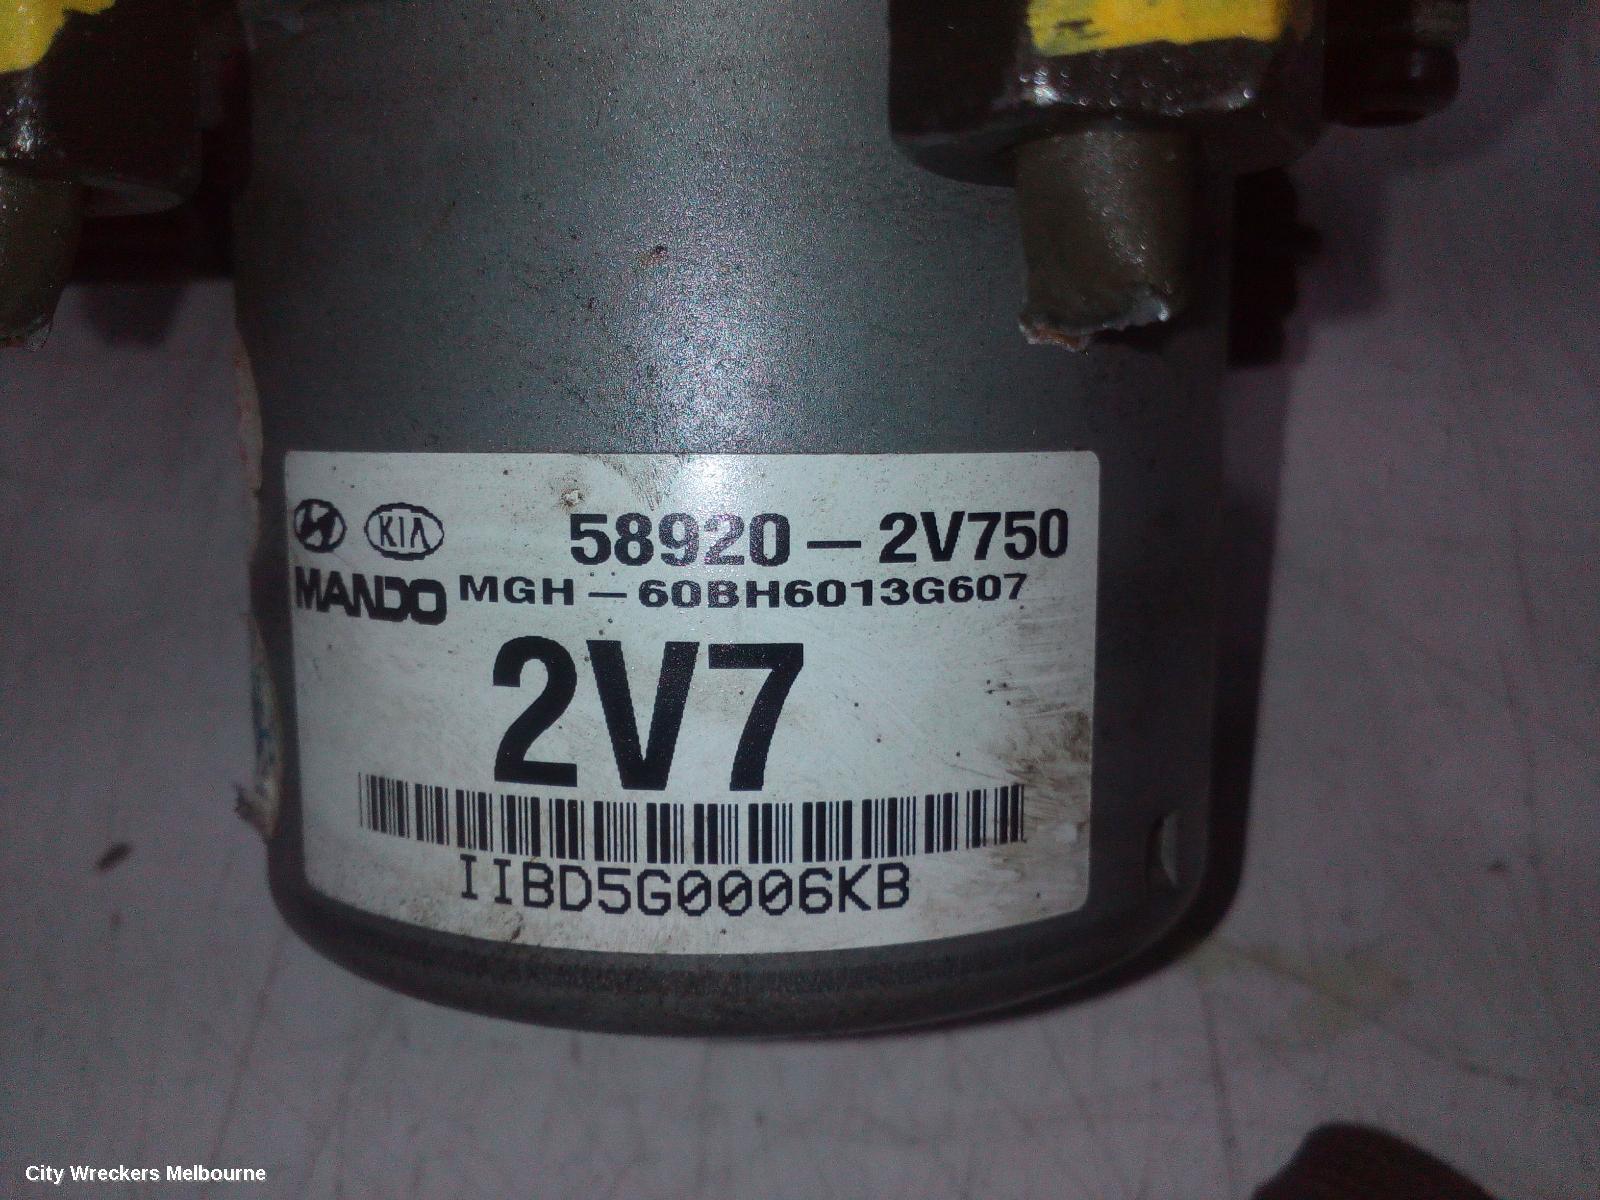 KIA 58920-2V750
MANDO MGH-60BH6013G607
2V7
IIBD5G0006KB
City Wreckers Melbourne